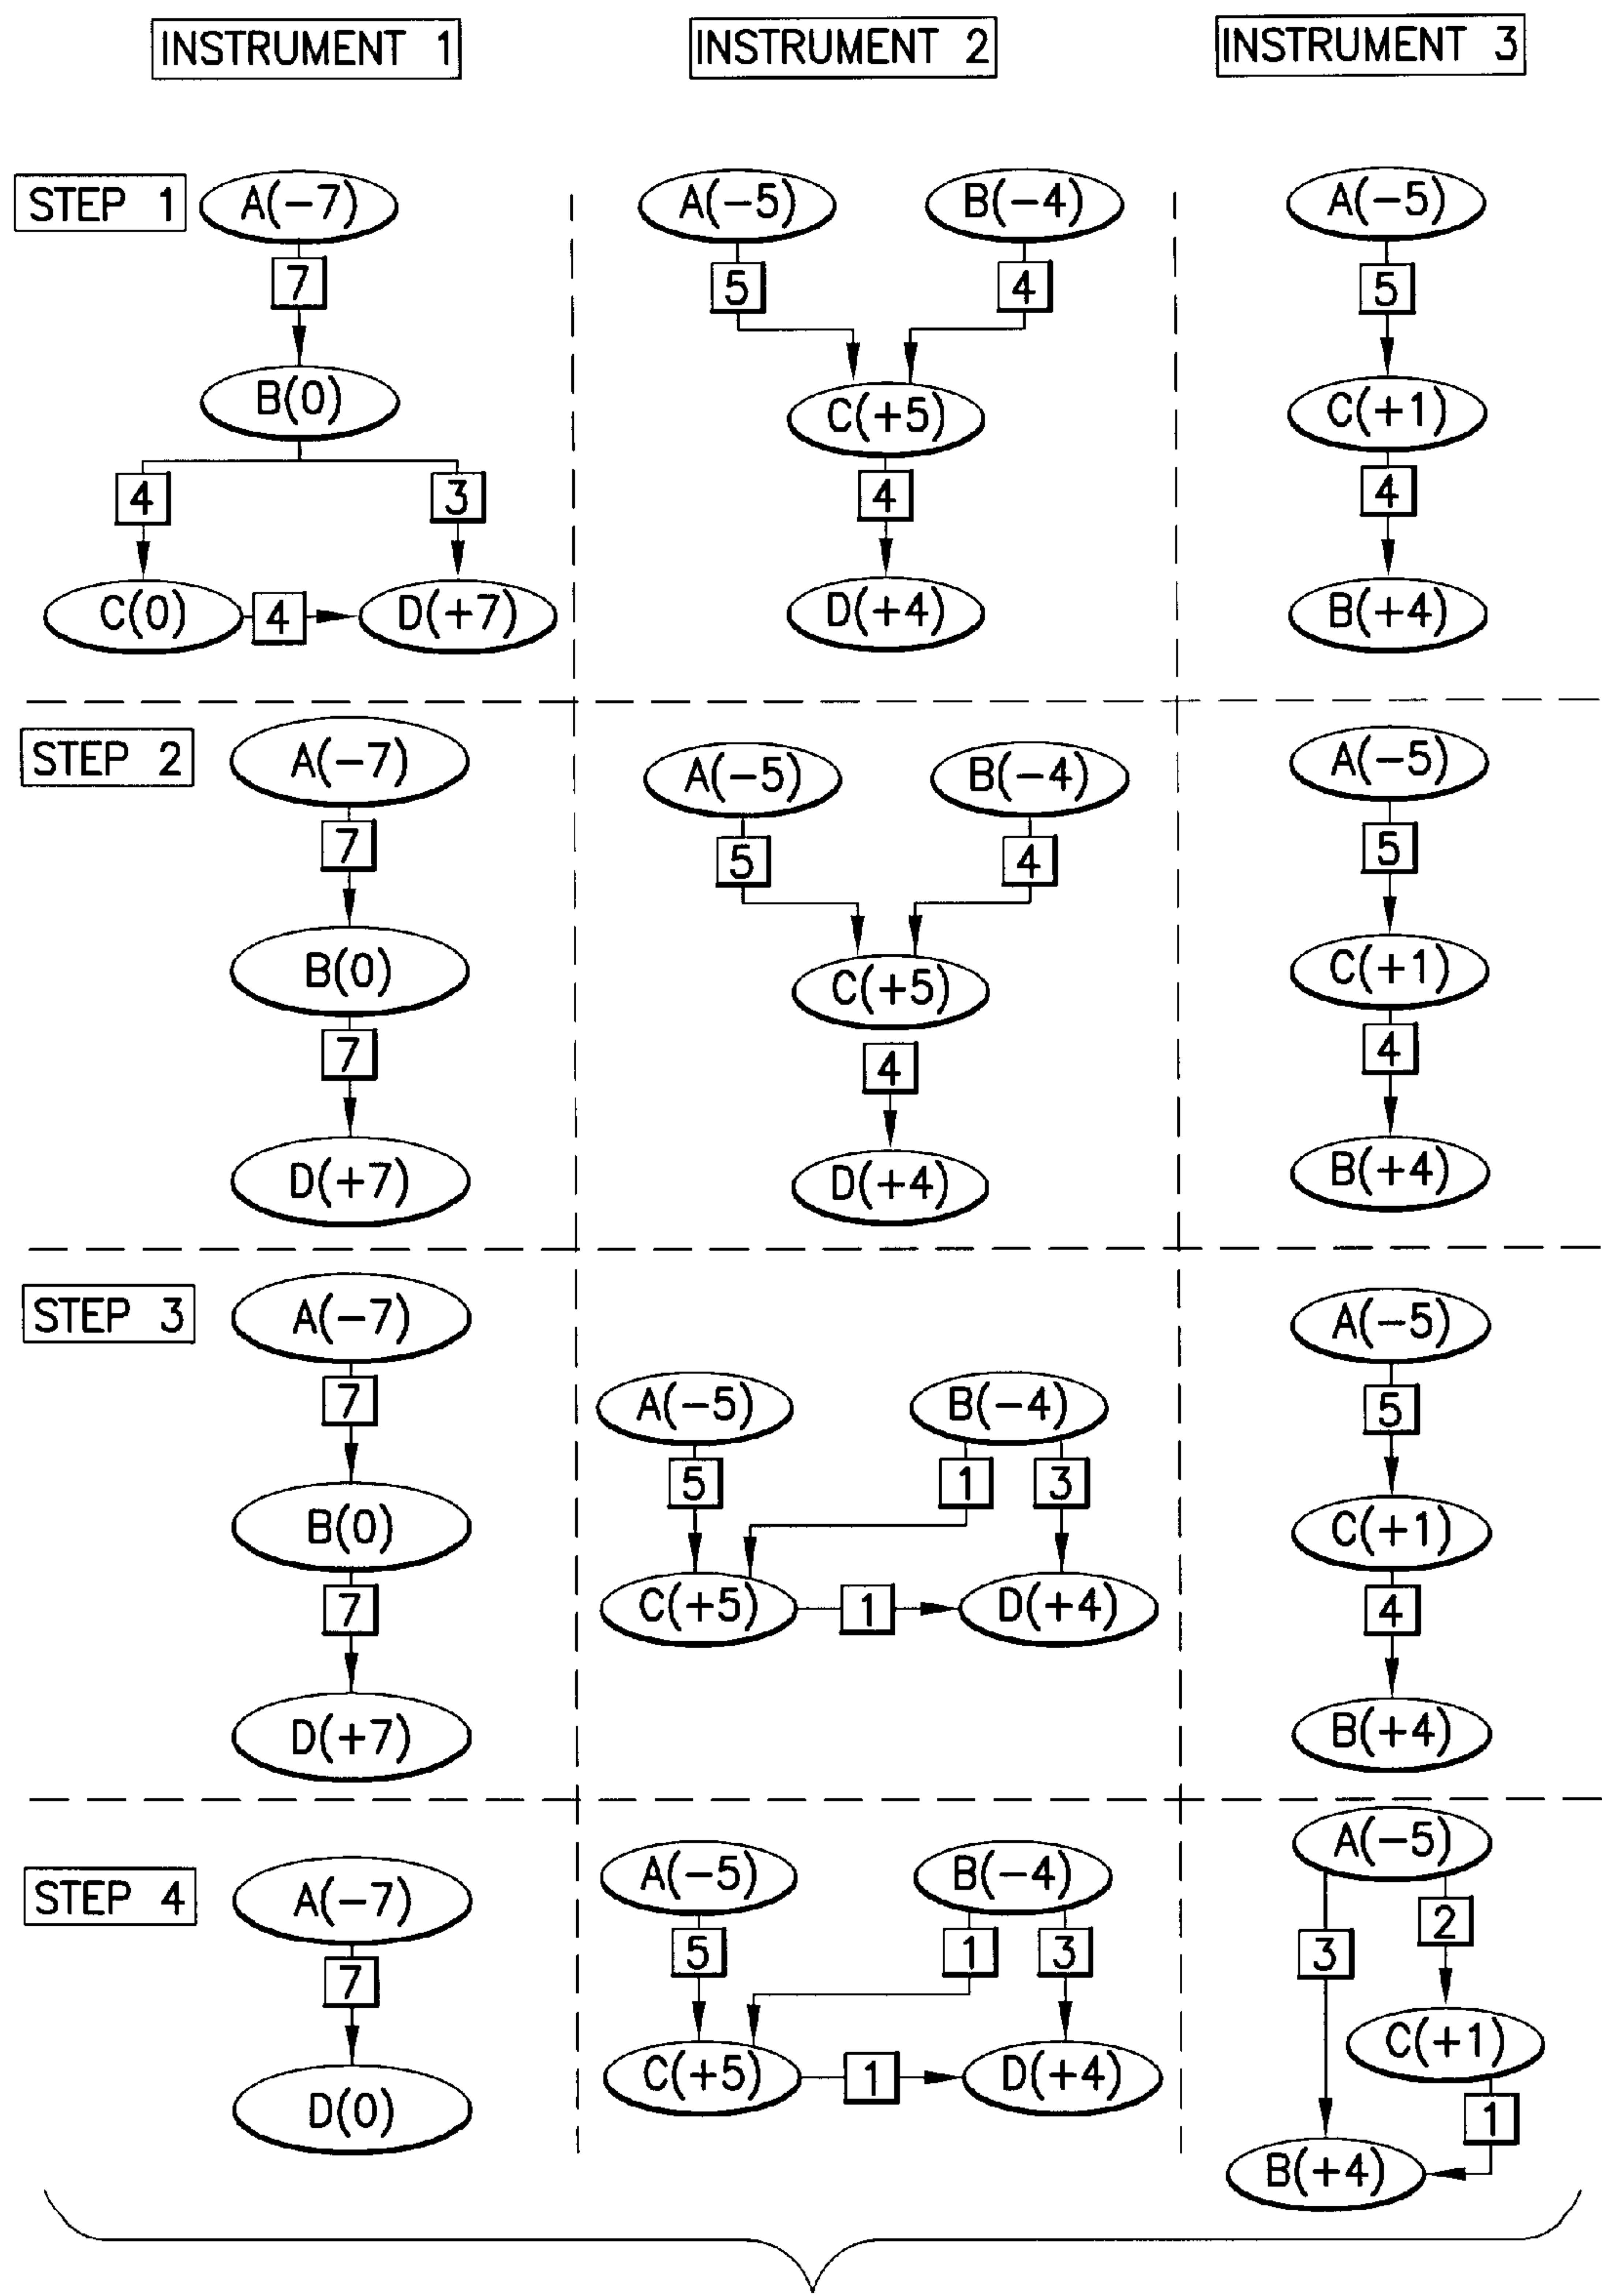 INSTRUMENT 1 INSTRUMENT 2 INSTRUMENT 3
STEP 1 A(-7) A(-5) B(-4) A(-5)
7 5 4 5
B(0) C(+5) C(+1)
4 3 4 4
C(0) 4 D(+7) D(+4) B(+4)
STEP 2 A(-7) A(-5) B(-4) A(-5)
7 5 4 5
B(0) C(+5) C(+1)
7 4 4
D(+7) D(+4) B(+4)
STEP 3 A(-7) A(-5)
7 A(-5) B(-4) 5
5 1 3
B(0) C(+1)
7 C(+5) 1 D(+4) 4
D(+7) B(+4)
STEP 4 A(-7) A(-5) B(-4) A(-5)
7 5 1 3 3 2
D(0) C(+5) 1 D(+4) C(+1)
1
B(+4)